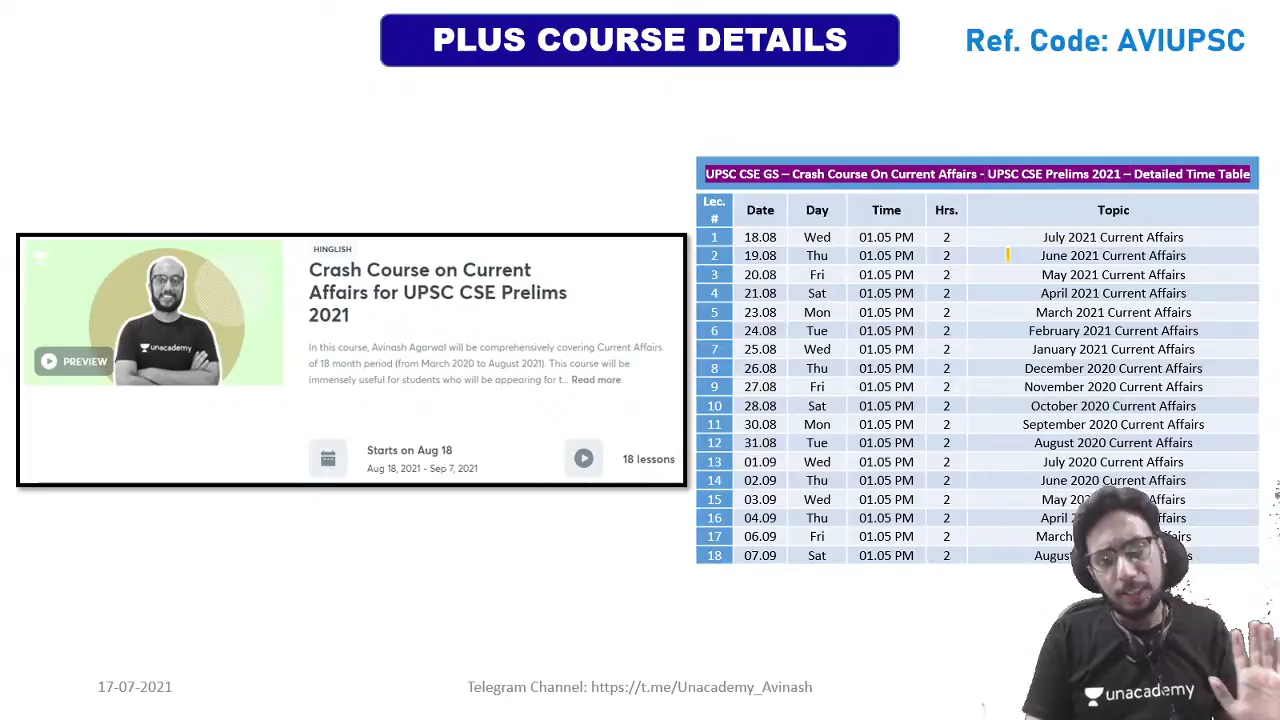 PLUS COURSE DETAILS
Ref. Code: AVIUPSC
HINGLISH
Crash Course on Current
Affairs for UPSC CSE Prelims
2021
In this course, Avinash Agarwal will be comprehensively covering Current Affairs
of 18 month period (from March 2020 to August 2021). This course will be
immensely useful for students who will be appearing for t... Read more
unacademy
PREVIEW
Starts on Aug 18
Aug 18, 2021 - Sep 7, 2021
18 lessons
UPSC CSE GS – Crash Course On Current Affairs - UPSC CSE Prelims 2021 – Detailed Time Table
Lec. # Date Day Time Hrs. Topic
1 18.08 Wed 01.05 PM 2 July 2021 Current Affairs
2 19.08 Thu 01.05 PM 2 June 2021 Current Affairs
3 20.08 Fri 01.05 PM 2 May 2021 Current Affairs
4 21.08 Sat 01.05 PM 2 April 2021 Current Affairs
5 23.08 Mon 01.05 PM 2 March 2021 Current Affairs
6 24.08 Tue 01.05 PM 2 February 2021 Current Affairs
7 25.08 Wed 01.05 PM 2 January 2021 Current Affairs
8 26.08 Thu 01.05 PM 2 December 2020 Current Affairs
9 27.08 Fri 01.05 PM 2 November 2020 Current Affairs
10 28.08 Sat 01.05 PM 2 October 2020 Current Affairs
11 30.08 Mon 01.05 PM 2 September 2020 Current Affairs
12 31.08 Tue 01.05 PM 2 August 2020 Current Affairs
13 01.09 Wed 01.05 PM 2 July 2020 Current Affairs
14 02.09 Thu 01.05 PM 2 June 2020 Current Affairs
15 03.09 Wed 01.05 PM 2 May
16 04.09 Thu 01.05 PM 2 April
17 06.09 Fri 01.05 PM 2 March
18 07.09 Sat 01.05 PM 2 August
unacademy
17-07-2021
Telegram Channel: https://t.me/Unacademy_Avinash